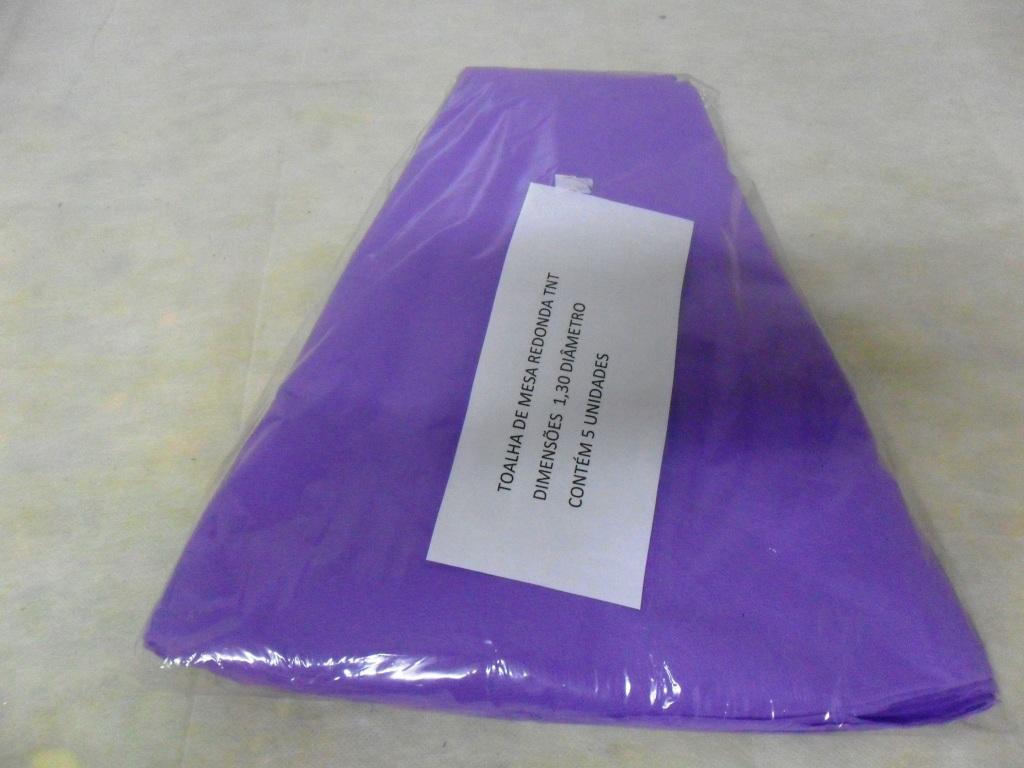 TOALHA DE MESA REDONDA TNT
DIMENSÕES 1,30 DIÂMETRO
CONTÉM 5 UNIDADES